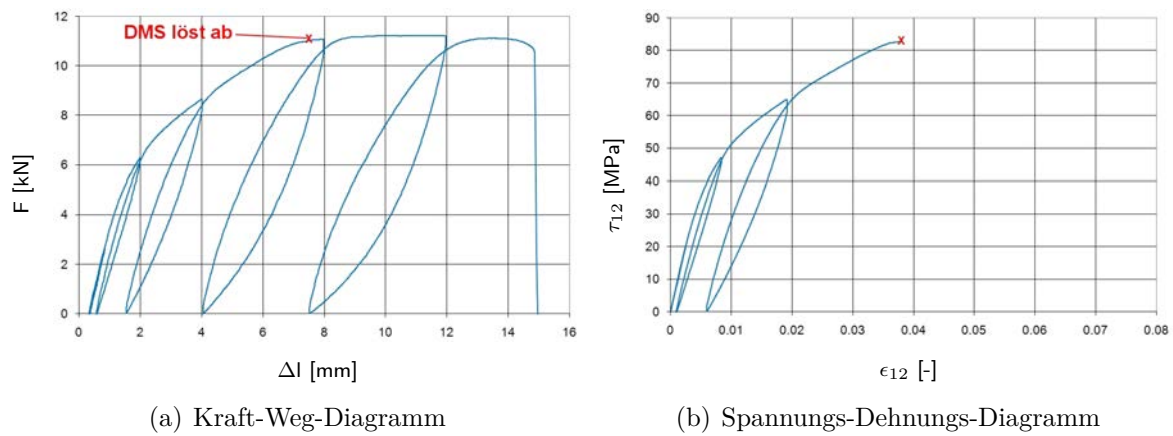 DMS löst ab
12
10
8
6
4
2
0
F [kN]
0 2 4 6 8 10 12 14 16
Δl [mm]
(a) Kraft-Weg-Diagramm
90
80
70
60
50
40
30
20
10
0
τ12 [MPa]
0 0.01 0.02 0.03 0.04 0.05 0.06 0.07 0.08
ϵ12 [-]
(b) Spannungs-Dehnungs-Diagramm